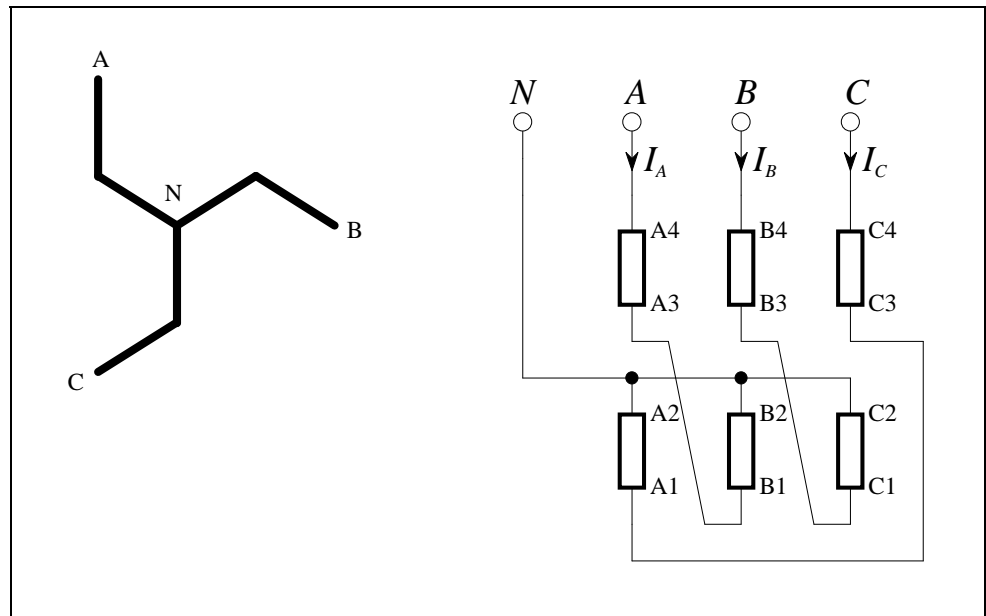 A
N
B
C
N A B C
I_A I_B I_C
A4 B4 C4
A3 B3 C3
A2 B2 C2
A1 B1 C1